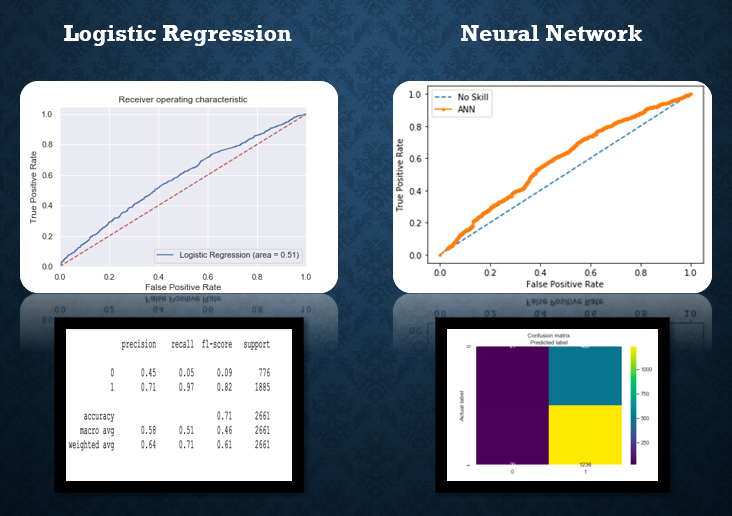 Logistic Regression
Neural Network
Receiver operating characteristic
True Positive Rate
1.0
0.8
0.6
0.4
0.2
0.0
Logistic Regression (area = 0.51)
0.0 0.2 0.4 0.6 0.8 1.0
False Positive Rate
No Skill
ANN
True Positive Rate
1.0
0.8
0.6
0.4
0.2
0.0
0.0 0.2 0.4 0.6 0.8 1.0
False Positive Rate
precision recall f1-score support
0 0.45 0.05 0.09 776
1 0.71 0.97 0.82 1885
accuracy 0.71 2661
macro avg 0.58 0.51 0.46 2661
weighted avg 0.64 0.71 0.61 2661
Confusion matrix
Predicted label
Actual label
0
1
1236
0 1
1000
750
500
250